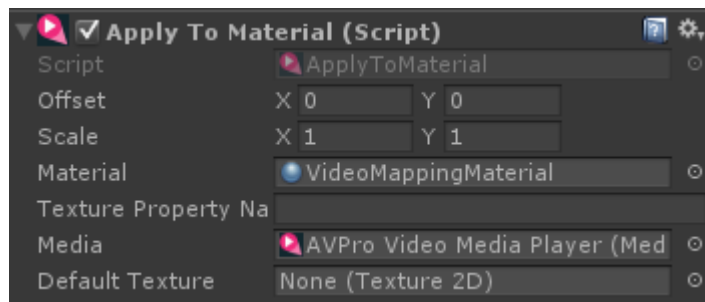 Apply To Material (Script)
Script ApplyToMaterial
Offset X 0 Y 0
Scale X 1 Y 1
Material VideoMappingMaterial
Texture Property Na
Media AVPro Video Media Player (Med
Default Texture None (Texture 2D)